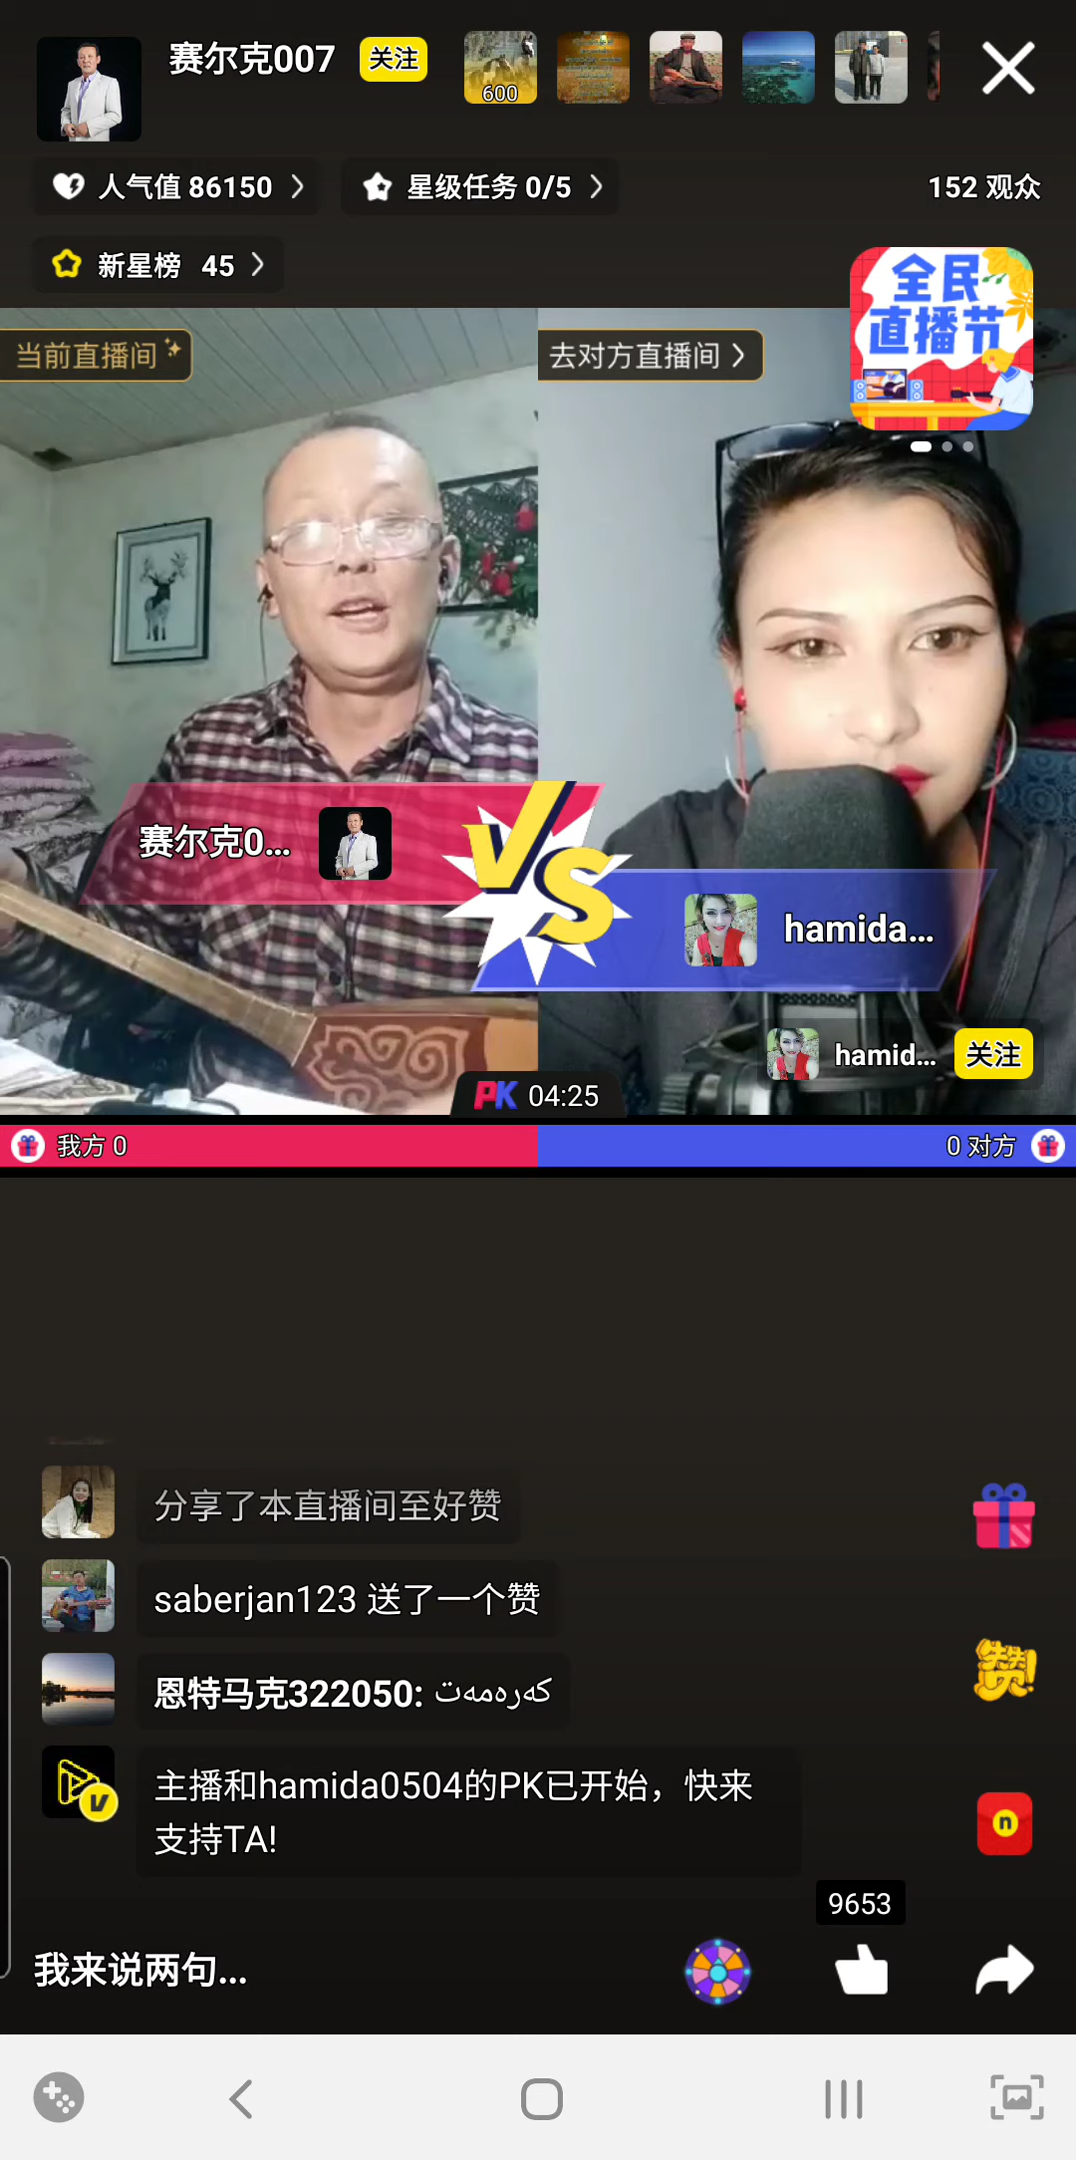 赛尔克007
关注
600
人气值 86150
星级任务 0/5
152 观众
新星榜 45
全民
直播节
当前直播间
去对方直播间
赛尔克0...
VS
hamida...
hamid...
关注
PK 04:25
我方 0
0 对方
分享了本直播间至好赞
saberjan123 送了一个赞
恩特马克322050: كەرەمەت
主播和hamida0504的PK已开始，快来
支持TA!
赞!
n
9653
我来说两句...